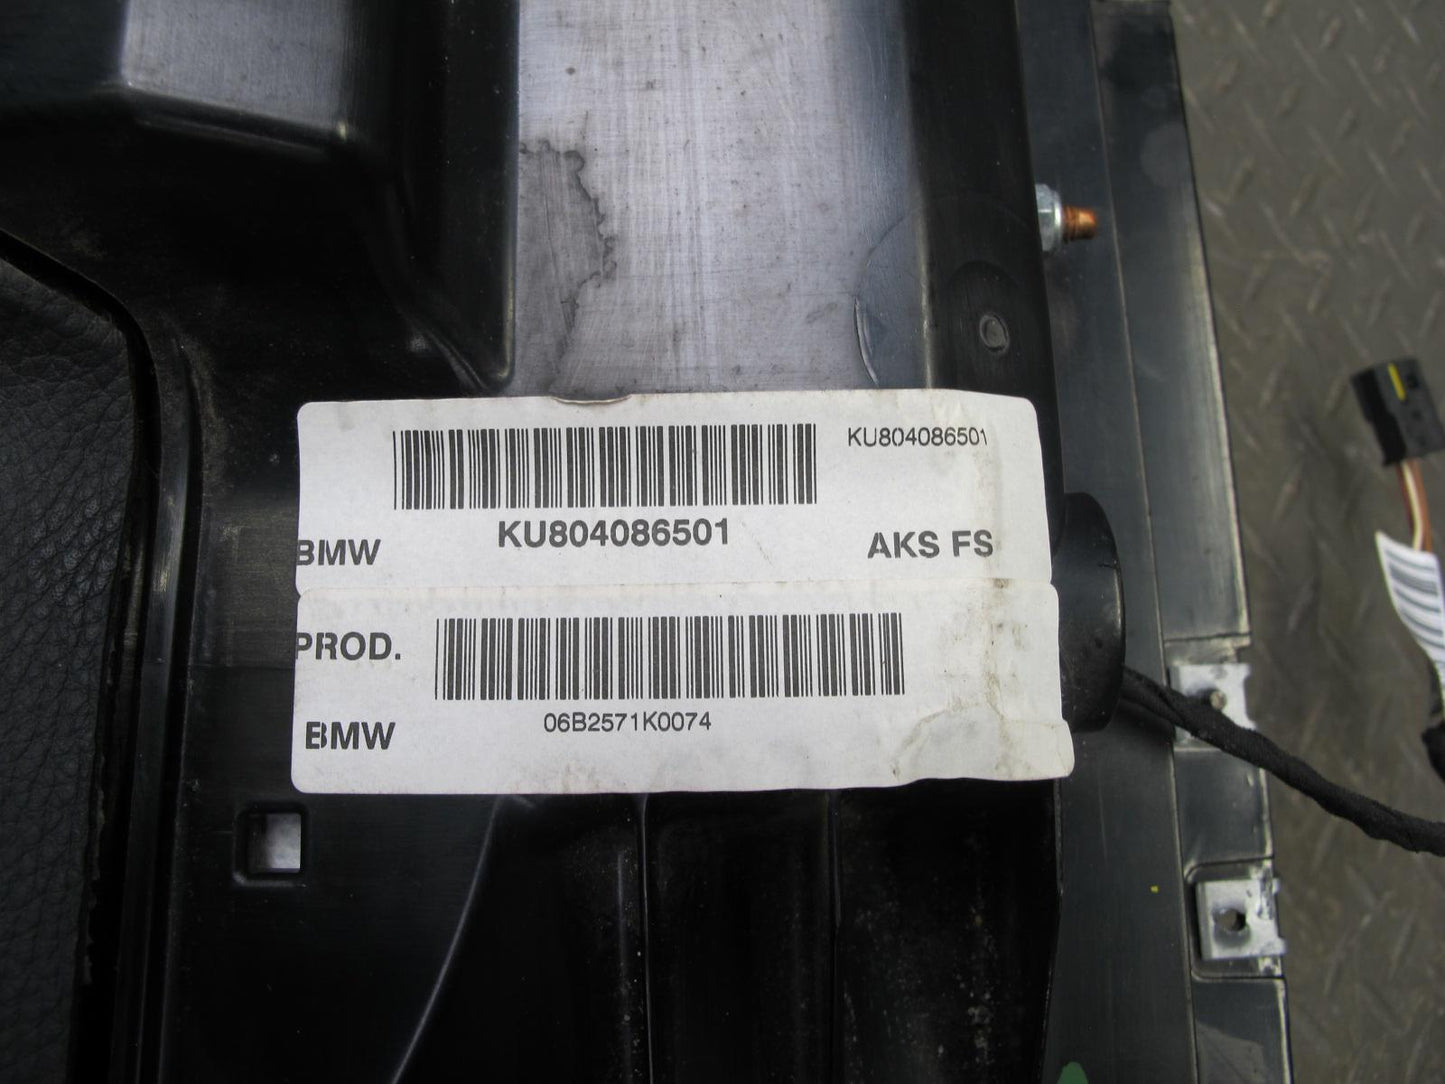 KU804086501
BMW KU804086501 AKS FS
PROD.
06B2571K0074
BMW